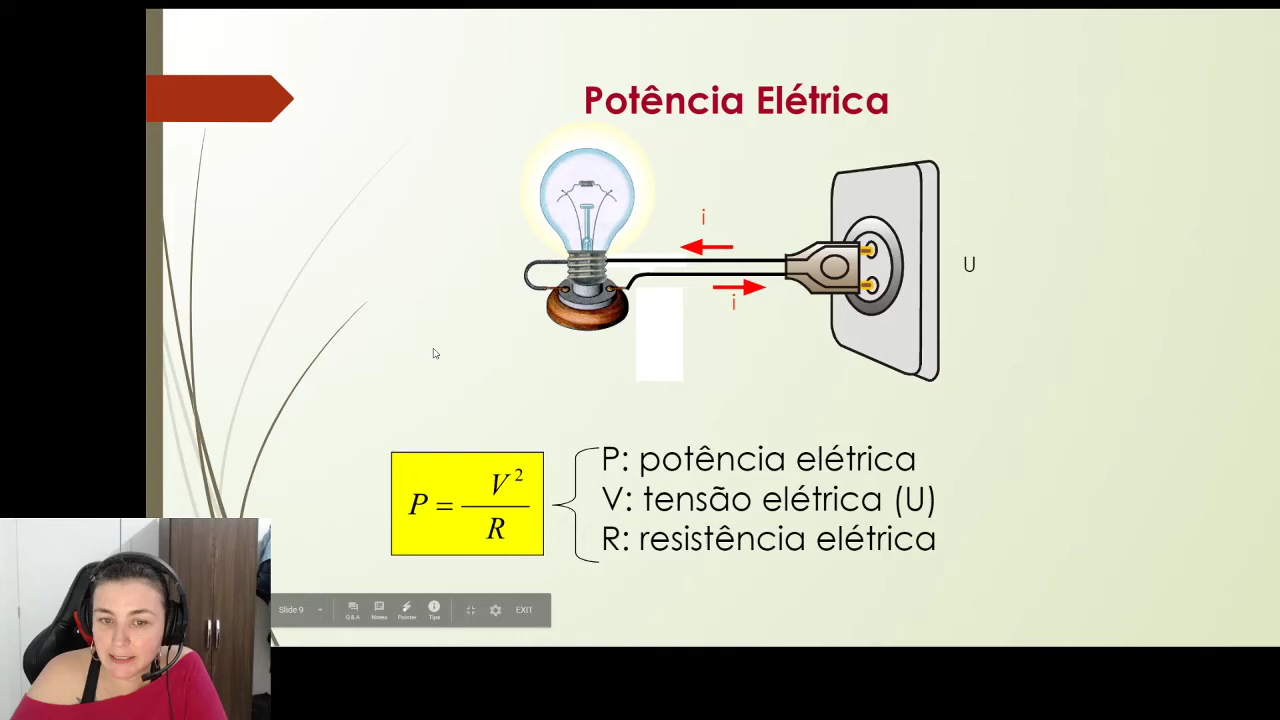 Potência Elétrica
i
U
i
P = V² / R
P: potência elétrica
V: tensão elétrica (U)
R: resistência elétrica
Slide 9
Q&A
Notes
Pointer
Tips
EXIT